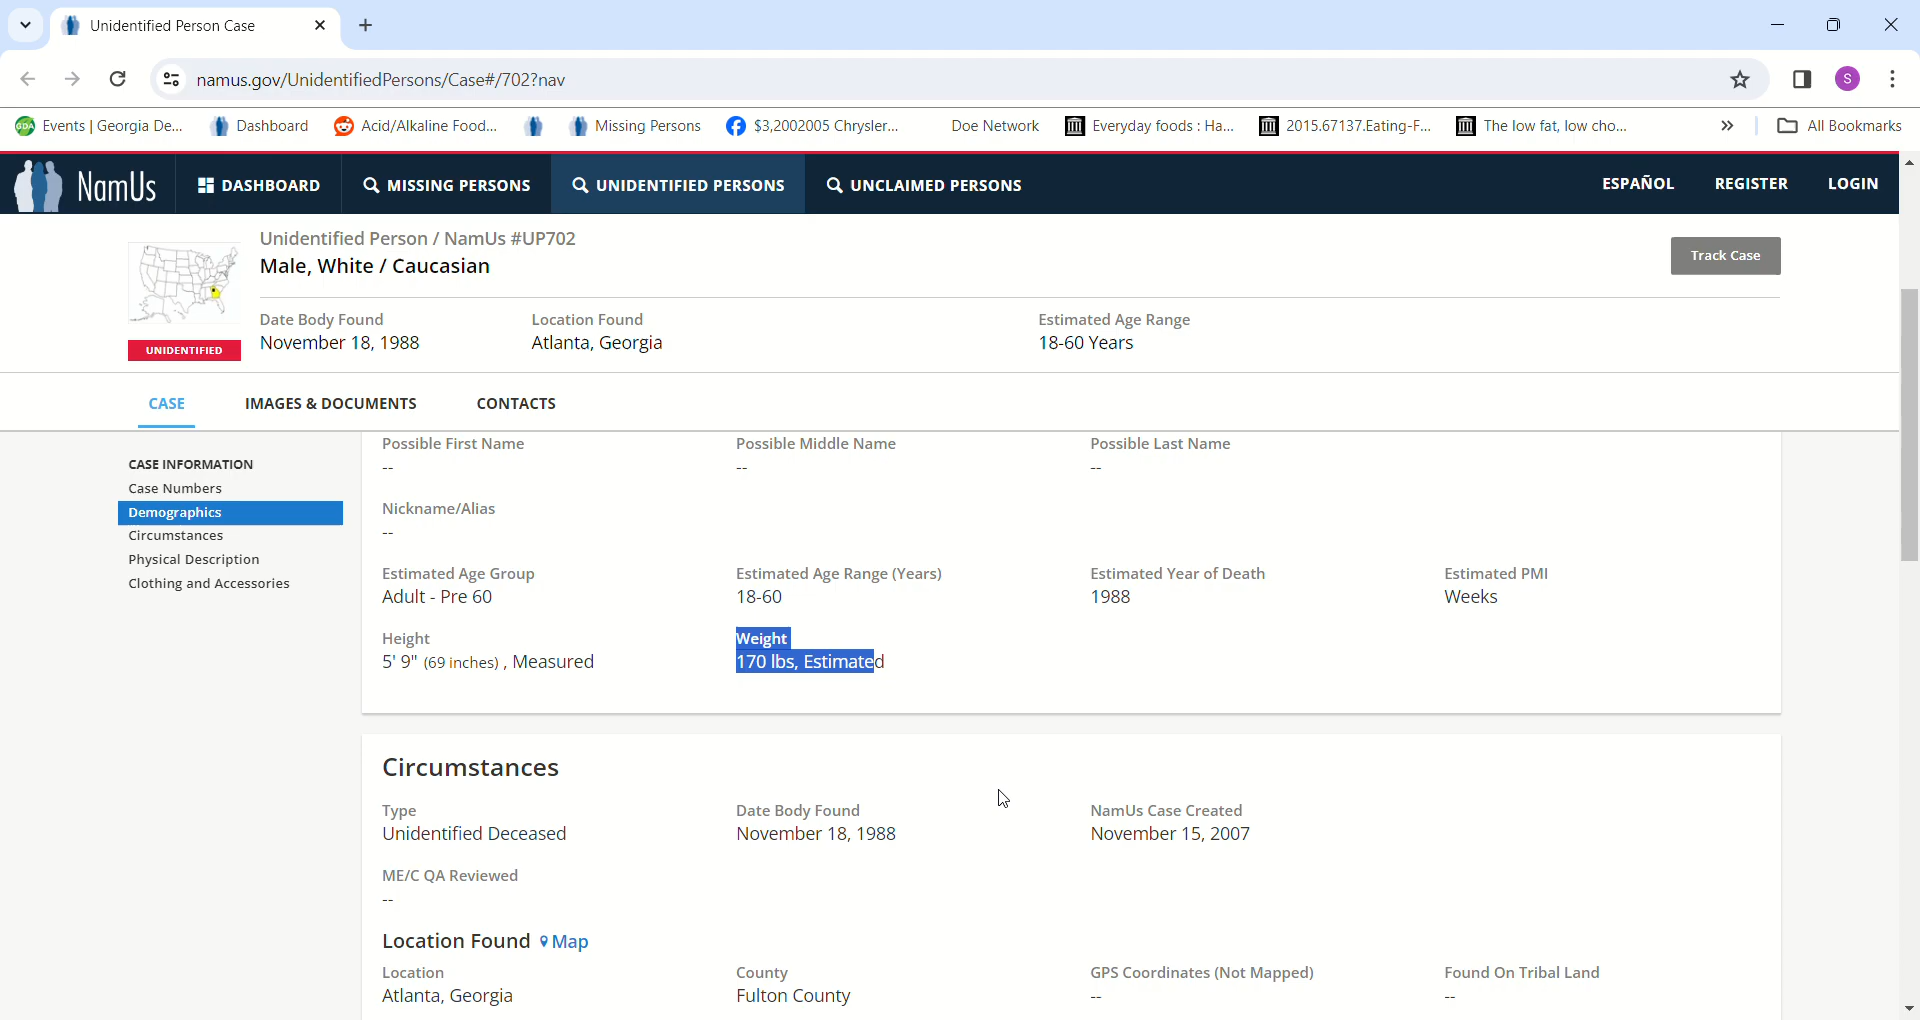 Unidentified Person Case
namus.gov/UnidentifiedPersons/Case#/702?nav
S
Events | Georgia De... Dashboard Acid/Alkaline Food... Missing Persons $3,2002005 Chrysler... Doe Network Everyday foods : Ha... 2015.67137.Eating-F... The low fat, low cho... » All Bookmarks
NamUs DASHBOARD MISSING PERSONS UNIDENTIFIED PERSONS UNCLAIMED PERSONS ESPAÑOL REGISTER LOGIN
Unidentified Person / NamUs #UP702
Male, White / Caucasian
Track Case
Date Body Found Location Found Estimated Age Range
November 18, 1988 Atlanta, Georgia 18-60 Years
UNIDENTIFIED
CASE IMAGES & DOCUMENTS CONTACTS
CASE INFORMATION
Case Numbers
Demographics
Circumstances
Physical Description
Clothing and Accessories
Possible First Name Possible Middle Name Possible Last Name
-- -- --
Nickname/Alias
--
Estimated Age Group Estimated Age Range (Years) Estimated Year of Death Estimated PMI
Adult - Pre 60 18-60 1988 Weeks
Height Weight
5' 9" (69 inches) , Measured 170 lbs, Estimated
Circumstances
Type Date Body Found NamUs Case Created
Unidentified Deceased November 18, 1988 November 15, 2007
ME/C QA Reviewed
--
Location Found Map
Location County GPS Coordinates (Not Mapped) Found On Tribal Land
Atlanta, Georgia Fulton County -- --